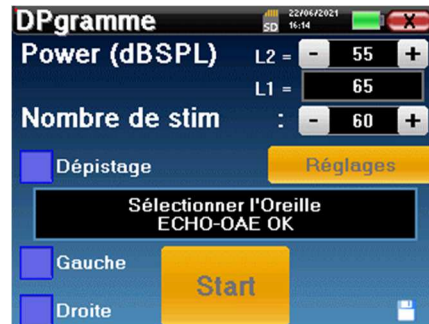 DPgramme SD 22/06/2021 16:14 X
Power (dBSPL) L2 = - 55 +
L1 = 65
Nombre de stim : - 60 +
Dépistage Réglages
Sélectionner l'Oreille
ECHO-OAE OK
Gauche
Start
Droite